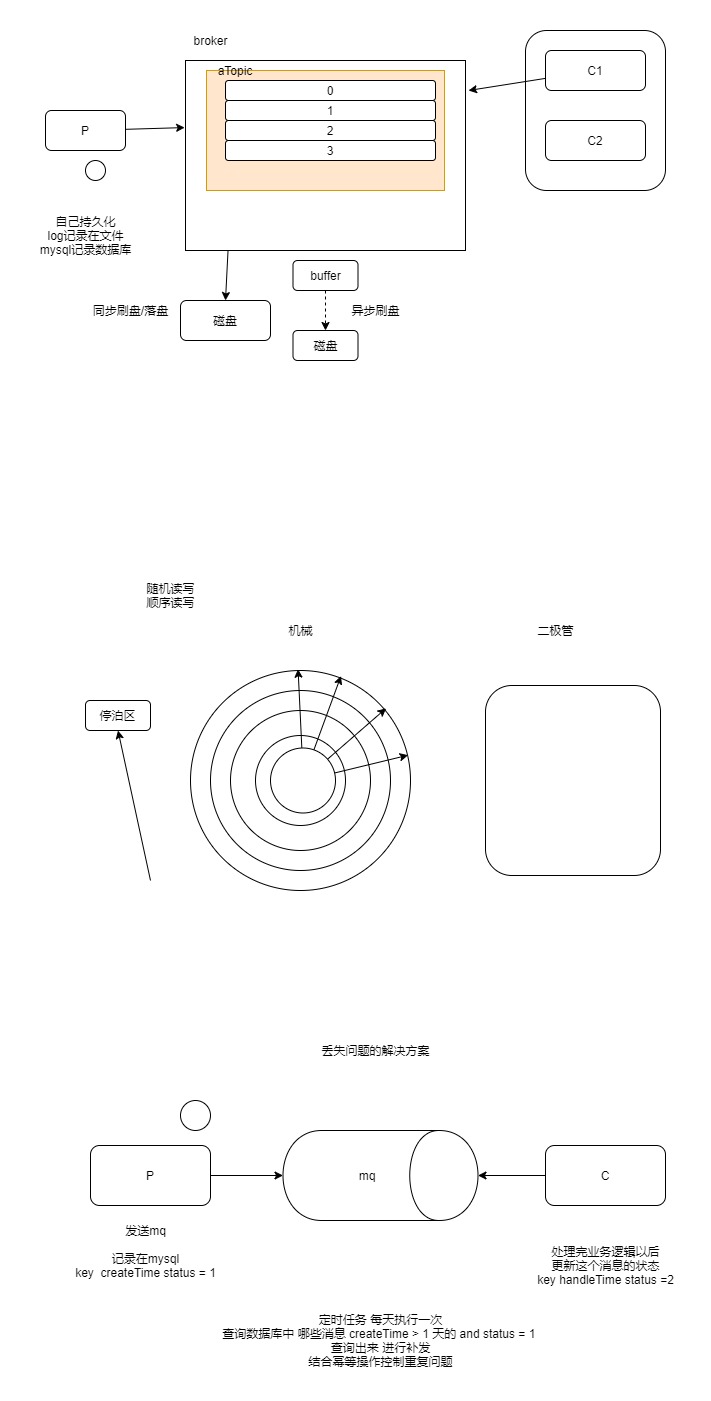 broker
aTopic
0
1
2
3
P
C1
C2
自己持久化
log记录在文件
mysql记录数据库
同步刷盘/落盘
磁盘
buffer
异步刷盘
磁盘
随机读写
顺序读写
机械
二极管
停泊区
丢失问题的解决方案
P
mq
C
发送mq
记录在mysql
key  createTime status = 1
处理完业务逻辑以后
更新这个消息的状态
key handleTime status =2
定时任务 每天执行一次
查询数据库中 哪些消息 createTime > 1 天的 and status = 1
查询出来 进行补发
结合幂等操作控制重复问题